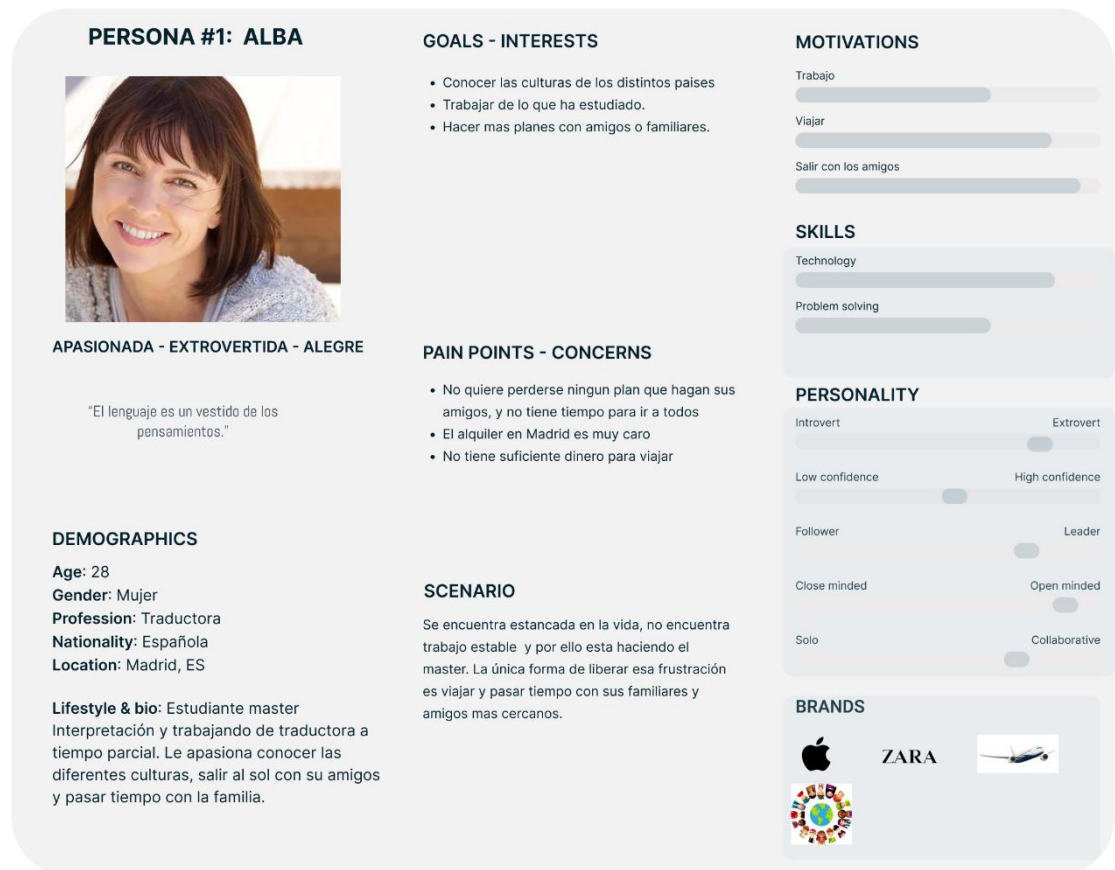 PERSONA #1: ALBA
APASIONADA - EXTROVERTIDA - ALEGRE
“El lenguaje es un vestido de los
pensamientos.”
DEMOGRAPHICS
Age: 28
Gender: Mujer
Profession: Traductora
Nationality: Española
Location: Madrid, ES
Lifestyle & bio: Estudiante master
Interpretación y trabajando de traductora a
tiempo parcial. Le apasiona conocer las
diferentes culturas, salir al sol con su amigos
y pasar tiempo con la familia.
GOALS - INTERESTS
• Conocer las culturas de los distintos paises
• Trabajar de lo que ha estudiado.
• Hacer mas planes con amigos o familiares.
PAIN POINTS - CONCERNS
• No quiere perderse ningun plan que hagan sus
amigos, y no tiene tiempo para ir a todos
• El alquiler en Madrid es muy caro
• No tiene suficiente dinero para viajar
SCENARIO
Se encuentra estancada en la vida, no encuentra
trabajo estable y por ello esta haciendo el
master. La única forma de liberar esa frustración
es viajar y pasar tiempo con sus familiares y
amigos mas cercanos.
MOTIVATIONS
Trabajo
Viajar
Salir con los amigos
SKILLS
Technology
Problem solving
PERSONALITY
Introvert Extrovert
Low confidence High confidence
Follower Leader
Close minded Open minded
Solo Collaborative
BRANDS
ZARA